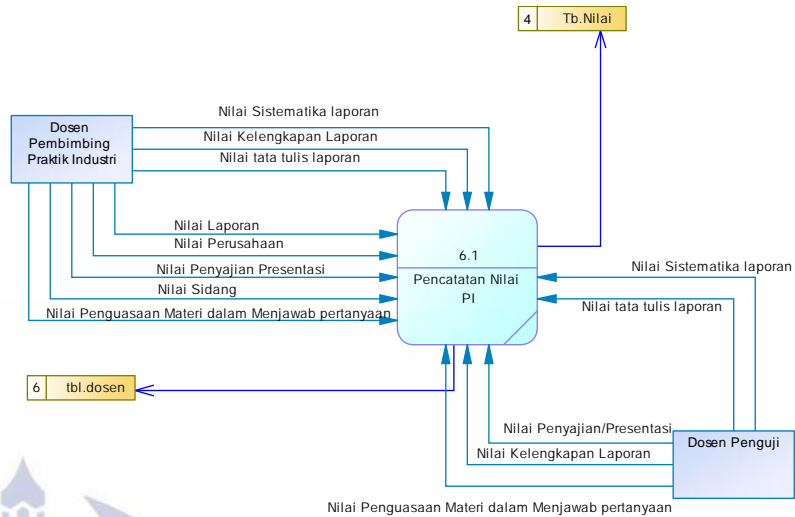 4 Tb.Nilai
Nilai Sistematika laporan
Dosen
Pembimbing
Praktik Industri
Nilai Kelengkapan Laporan
Nilai tata tulis laporan
Nilai Laporan
Nilai Perusahaan
Nilai Penyajian Presentasi
Nilai Sidang
Nilai Penguasaan Materi dalam Menjawab pertanyaan
6.1
Pencatatan Nilai
PI
Nilai Sistematika laporan
Nilai tata tulis laporan
6 tbl.dosen
Nilai Penyajian/Presentasi
Nilai Kelengkapan Laporan
Dosen Penguji
Nilai Penguasaan Materi dalam Menjawab pertanyaan